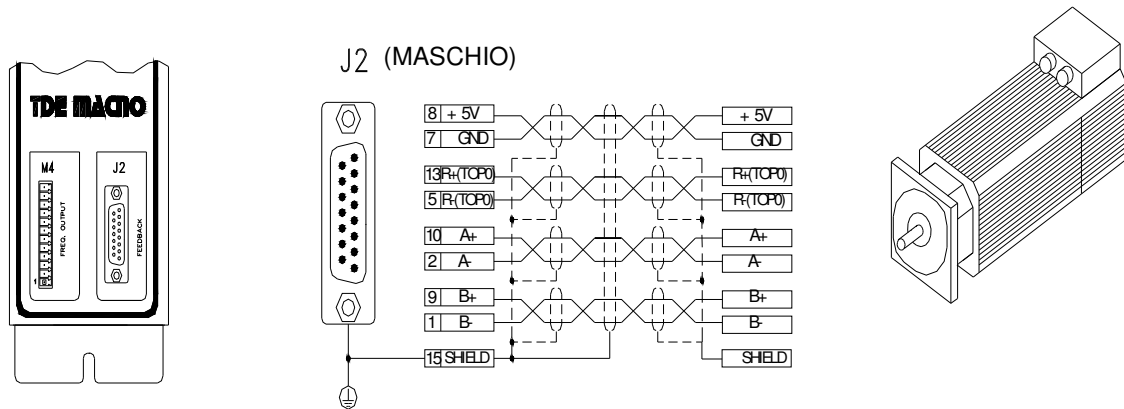 TDE MACNO
M4
J2
FREQ. OUTPUT
FEEDBACK
1
J2 (MASCHIO)
8 + 5V
7 GND
13 R+(TOP0)
5 R-(TOP0)
10 A+
2 A-
9 B+
1 B-
15 SHIELD
+ 5V
GND
R+(TOP0)
R-(TOP0)
A+
A-
B+
B-
SHIELD